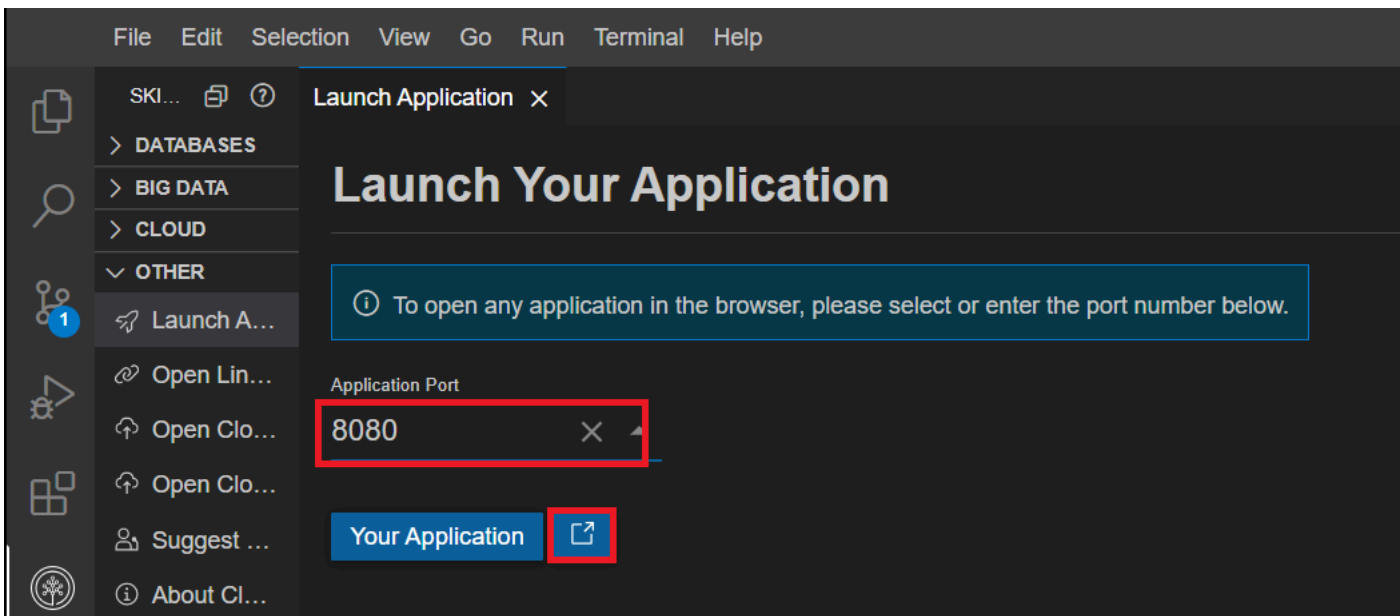 File Edit Selection View Go Run Terminal Help
SKI...
Launch Application
DATABASES
BIG DATA
CLOUD
OTHER
Launch A...
Open Lin...
Open Clo...
Open Clo...
Suggest ...
About Cl...
1
Launch Your Application
To open any application in the browser, please select or enter the port number below.
Application Port
8080
Your Application